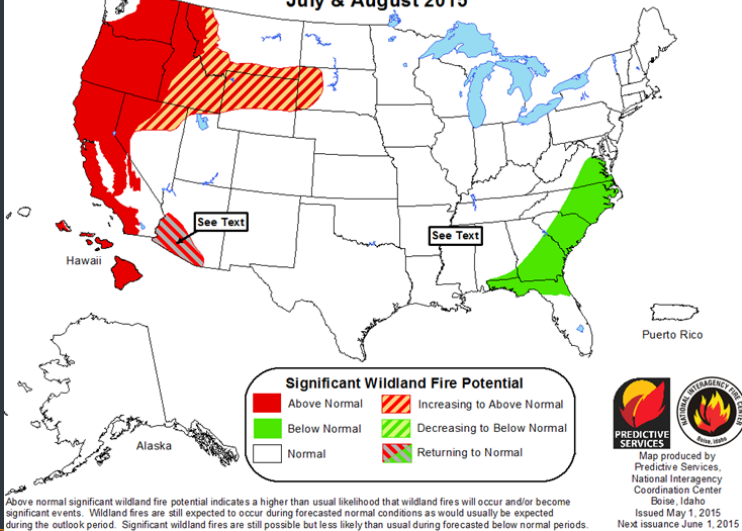 July & August 2015
See Text
See Text
Hawaii
Puerto Rico
Alaska
Significant Wildland Fire Potential
Above Normal
Increasing to Above Normal
Below Normal
Decreasing to Below Normal
Normal
Returning to Normal
PREDICTIVE
SERVICES
NATIONAL INTERAGENCY FIRE CENTER
Boise, Idaho
Map produced by
Predictive Services,
National Interagency
Coordination Center
Boise, Idaho
Issued May 1, 2015
Next issuance June 1, 2015
Above normal significant wildland fire potential indicates a higher than usual likelihood that wildland fires will occur and/or become
significant events. Wildland fires are still expected to occur during forecasted normal conditions as would usually be expected
during the outlook period. Significant wildland fires are still possible but less likely than usual during forecasted below normal periods.